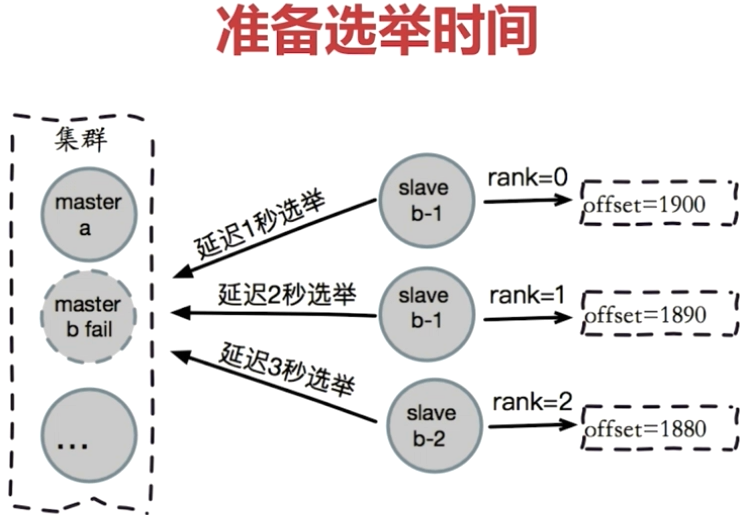 准备选举时间
集群
master
a
master
b fail
...
延迟1秒选举
延迟2秒选举
延迟3秒选举
slave
b-1
rank=0
offset=1900
slave
b-1
rank=1
offset=1890
slave
b-2
rank=2
offset=1880